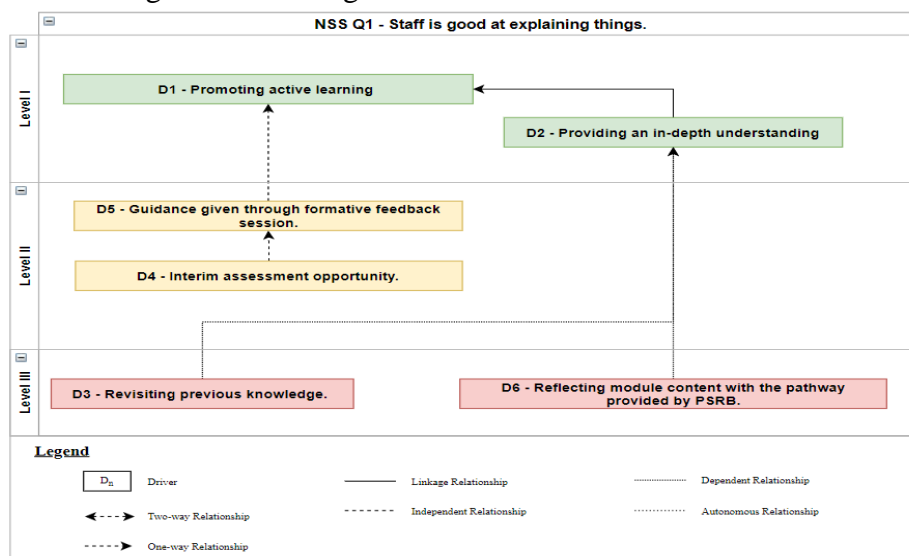 NSS Q1 - Staff is good at explaining things.
Level I
D1 - Promoting active learning
D2 - Providing an in-depth understanding
Level II
D5 - Guidance given through formative feedback
session.
D4 - Interim assessment opportunity.
Level III
D3 - Revisiting previous knowledge.
D6 - Reflecting module content with the pathway
provided by PSRB.
Legend
Dn Driver
Linkage Relationship
Dependent Relationship
Two-way Relationship
Independent Relationship
Autonomous Relationship
One-way Relationship